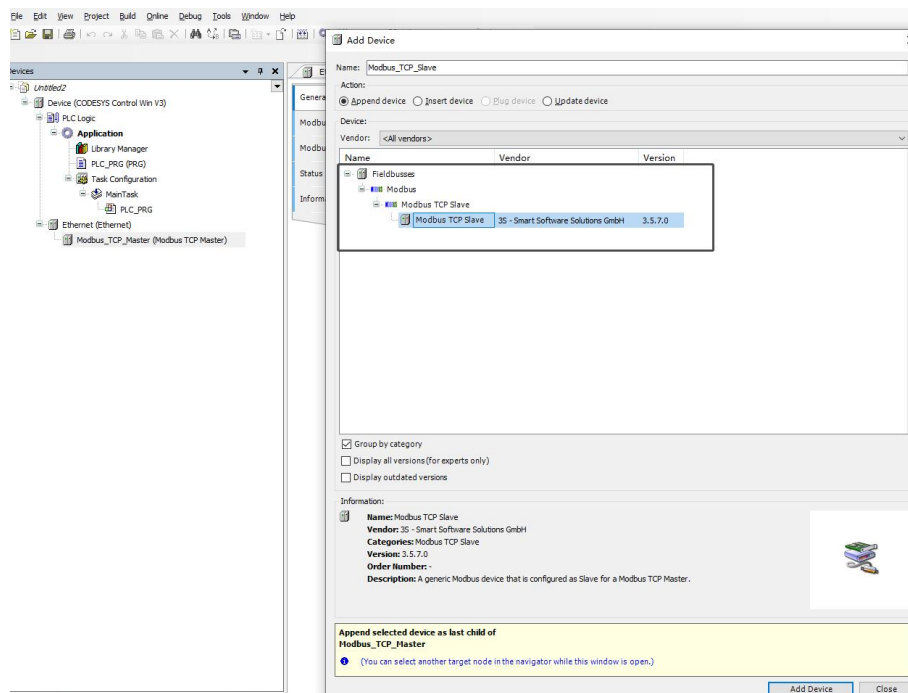 File Edit View Project Build Online Debug Tools Window Help
Add Device
Name: Modbus_TCP_Slave
Action:
Append device Insert device Plug device Update device
Device:
Vendor: <All vendors>
Name Vendor Version
Fieldbusses
Modbus
Modbus TCP Slave
Modbus TCP Slave 3S - Smart Software Solutions GmbH 3.5.7.0
Group by category
Display all versions (for experts only)
Display outdated versions
Information:
Name: Modbus TCP Slave
Vendor: 3S - Smart Software Solutions GmbH
Categories: Modbus TCP Slave
Version: 3.5.7.0
Order Number: -
Description: A generic Modbus device that is configured as Slave for a Modbus TCP Master.
Append selected device as last child of
Modbus_TCP_Master
(You can select another target node in the navigator while this window is open.)
Add Device Close
Untitled2
Device (CODESYS Control Win V3)
PLC Logic
Application
Library Manager
PLC_PRG (PRG)
Task Configuration
MainTask
PLC_PRG
Ethernet (Ethernet)
Modbus_TCP_Master (Modbus TCP Master)
Status